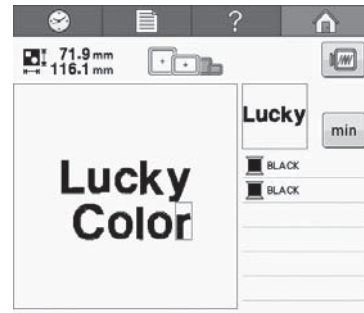 ?
71.9 mm
116.1 mm
Lucky
Color
Lucky
min
BLACK
BLACK